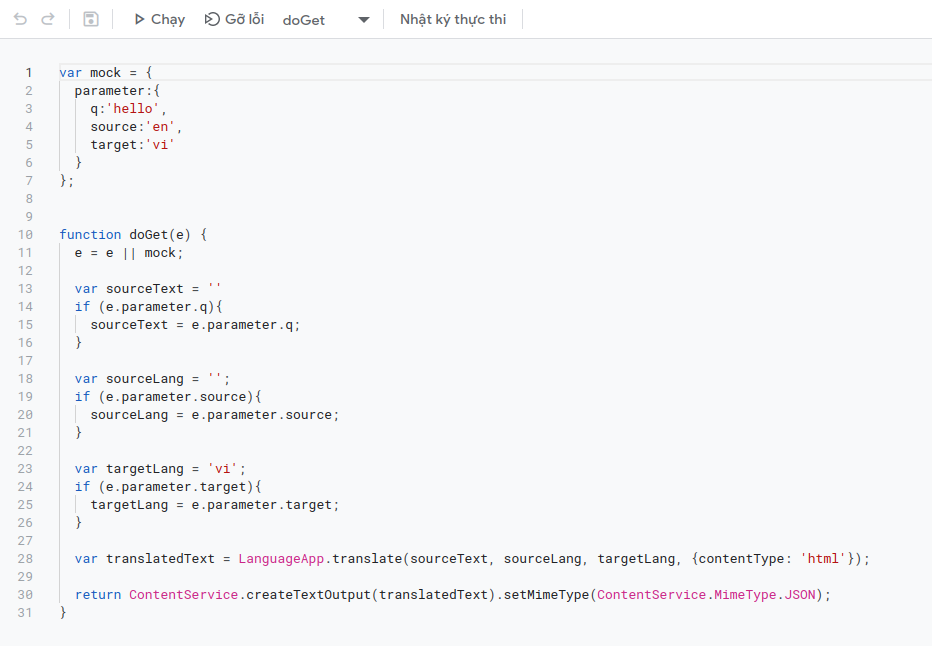 Chạy Gỡ lỗi doGet Nhật ký thực thi
1 var mock = {
2 parameter:{
3 q:'hello',
4 source:'en',
5 target:'vi'
6 }
7 };
8
9
10 function doGet(e) {
11 e = e || mock;
12
13 var sourceText = ''
14 if (e.parameter.q){
15 sourceText = e.parameter.q;
16 }
17
18 var sourceLang = '';
19 if (e.parameter.source){
20 sourceLang = e.parameter.source;
21 }
22
23 var targetLang = 'vi';
24 if (e.parameter.target){
25 targetLang = e.parameter.target;
26 }
27
28 var translatedText = LanguageApp.translate(sourceText, sourceLang, targetLang, {contentType: 'html'});
29
30 return ContentService.createTextOutput(translatedText).setMimeType(ContentService.MimeType.JSON);
31 }